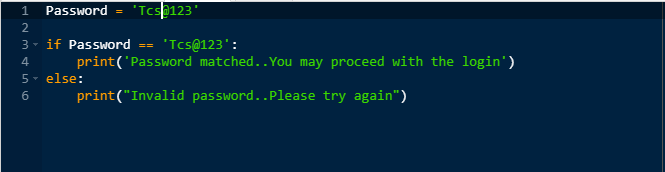 1 Password = 'Tcs@123'
2
3 if Password == 'Tcs@123':
4     print('Password matched..You may proceed with the login')
5 else:
6     print("Invalid password..Please try again")